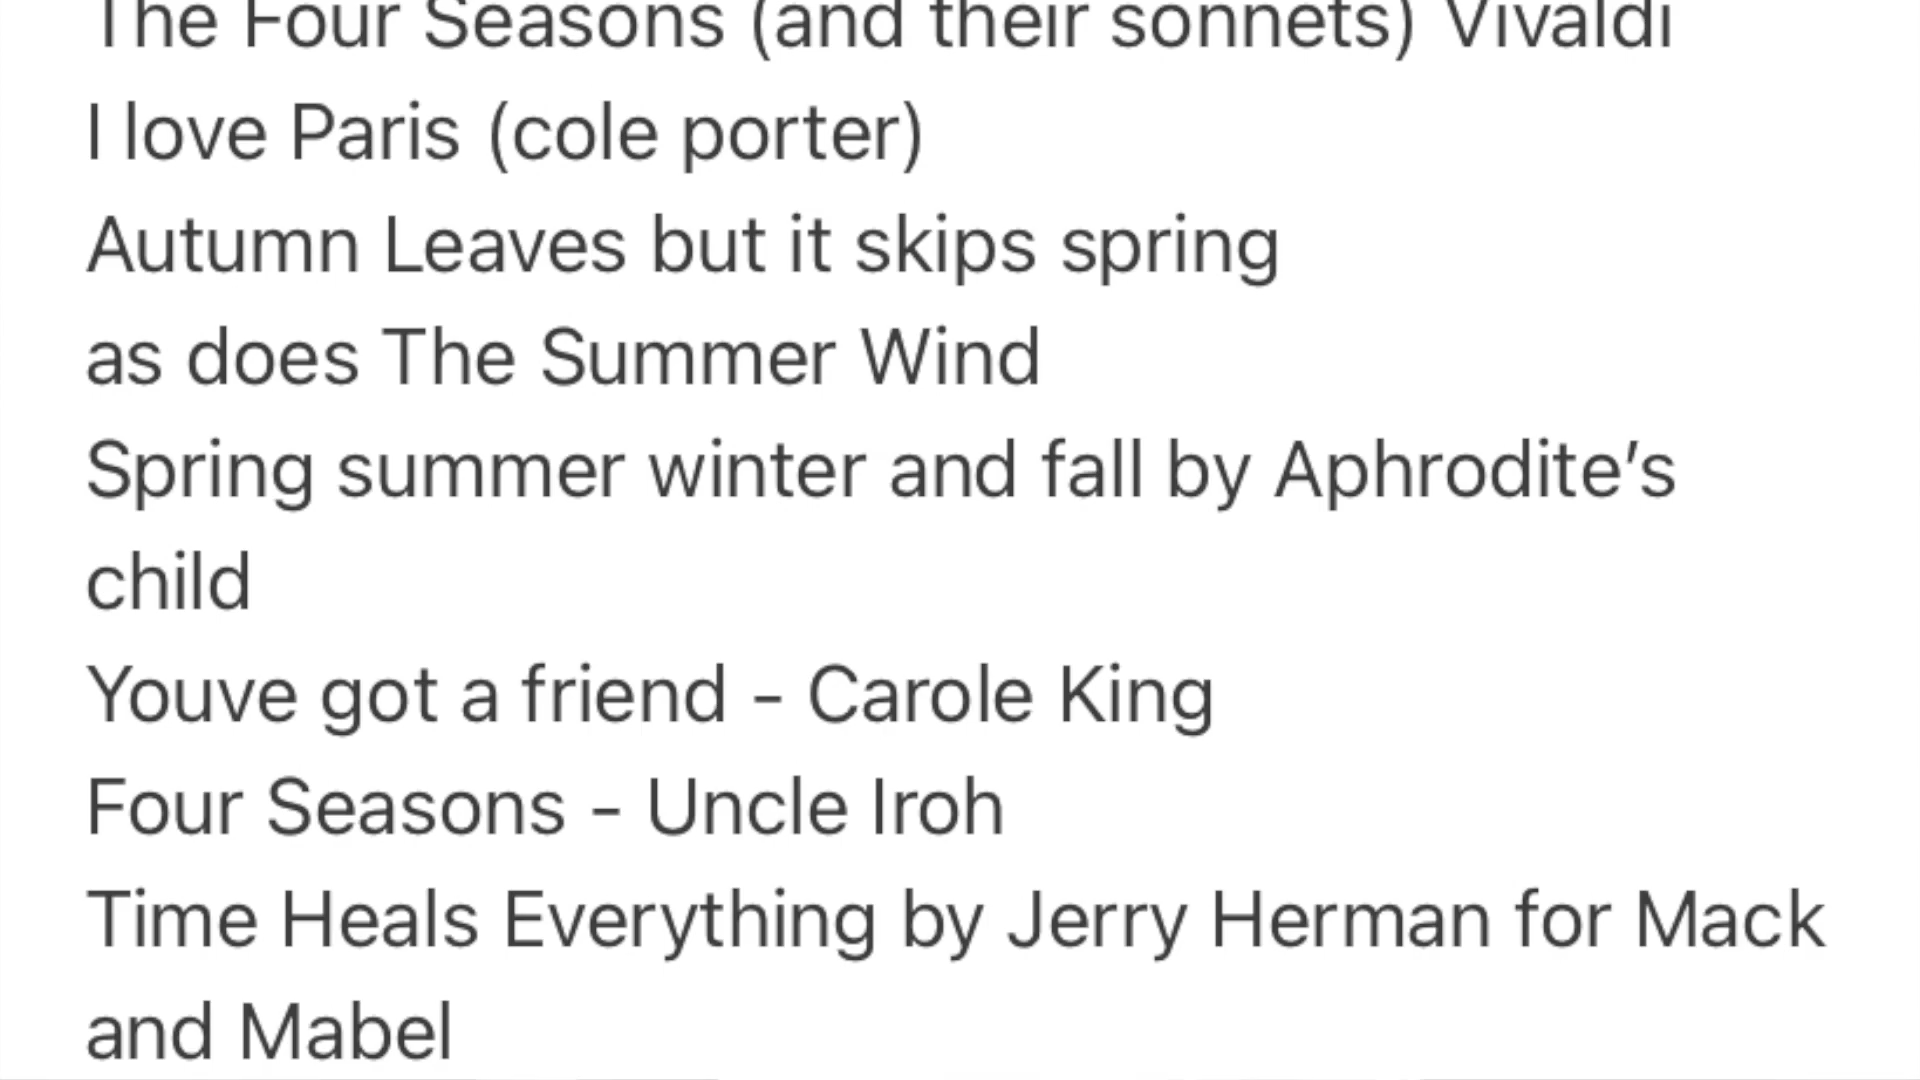 The Four Seasons (and their sonnets) Vivaldi
I love Paris (cole porter)
Autumn Leaves but it skips spring
as does The Summer Wind
Spring summer winter and fall by Aphrodite’s
child
Youve got a friend - Carole King
Four Seasons - Uncle Iroh
Time Heals Everything by Jerry Herman for Mack
and Mabel